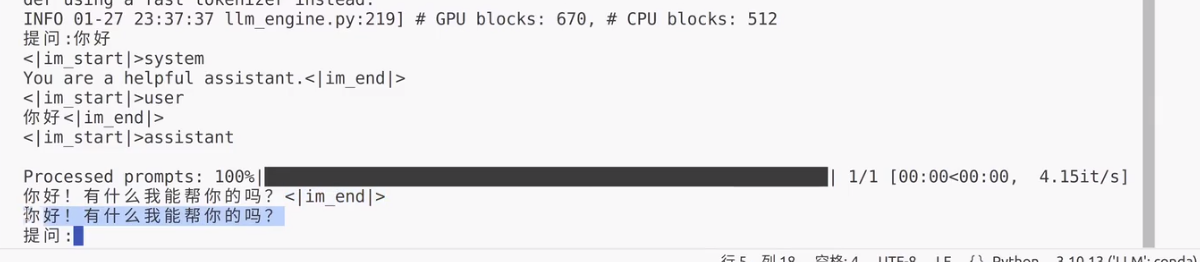 der using a fast tokenizer instead.
INFO 01-27 23:37:37 llm_engine.py:219] # GPU blocks: 670, # CPU blocks: 512
提问:你好
<|im_start|>system
You are a helpful assistant.<|im_end|>
<|im_start|>user
你好<|im_end|>
<|im_start|>assistant
Processed prompts: 100%|██████████| 1/1 [00:00<00:00, 4.15it/s]
你好！有什么我能帮你的吗？<|im_end|>
你好！有什么我能帮你的吗？
提问:
行 5, 列 18 空格: 4 UTF-8 LF {} Python 3.10.13 ('LLM': conda)